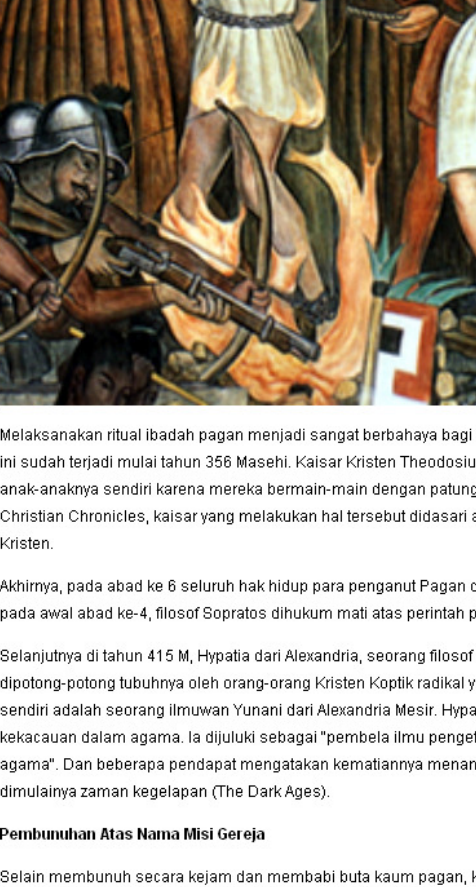 Melaksanakan ritual ibadah pagan menjadi sangat berbahaya bagi
ini sudah terjadi mulai tahun 356 Masehi. Kaisar Kristen Theodosiu
anak-anaknya sendiri karena mereka bermain-main dengan patung
Christian Chronicles, kaisar yang melakukan hal tersebut didasari a
Kristen.
Akhirnya, pada abad ke 6 seluruh hak hidup para penganut Pagan d
pada awal abad ke-4, filosof Sopratos dihukum mati atas perintah p
Selanjutnya di tahun 415 M, Hypatia dari Alexandria, seorang filosof
dipotong-potong tubuhnya oleh orang-orang Kristen Koptik radikal y
sendiri adalah seorang ilmuwan Yunani dari Alexandria Mesir. Hypa
kekacauan dalam agama. Ia dijuluki sebagai "pembela ilmu penget
agama". Dan beberapa pendapat mengatakan kematiannya menan
dimulainya zaman kegelapan (The Dark Ages).
Pembunuhan Atas Nama Misi Gereja
Selain membunuh secara kejam dan membabi buta kaum pagan, k